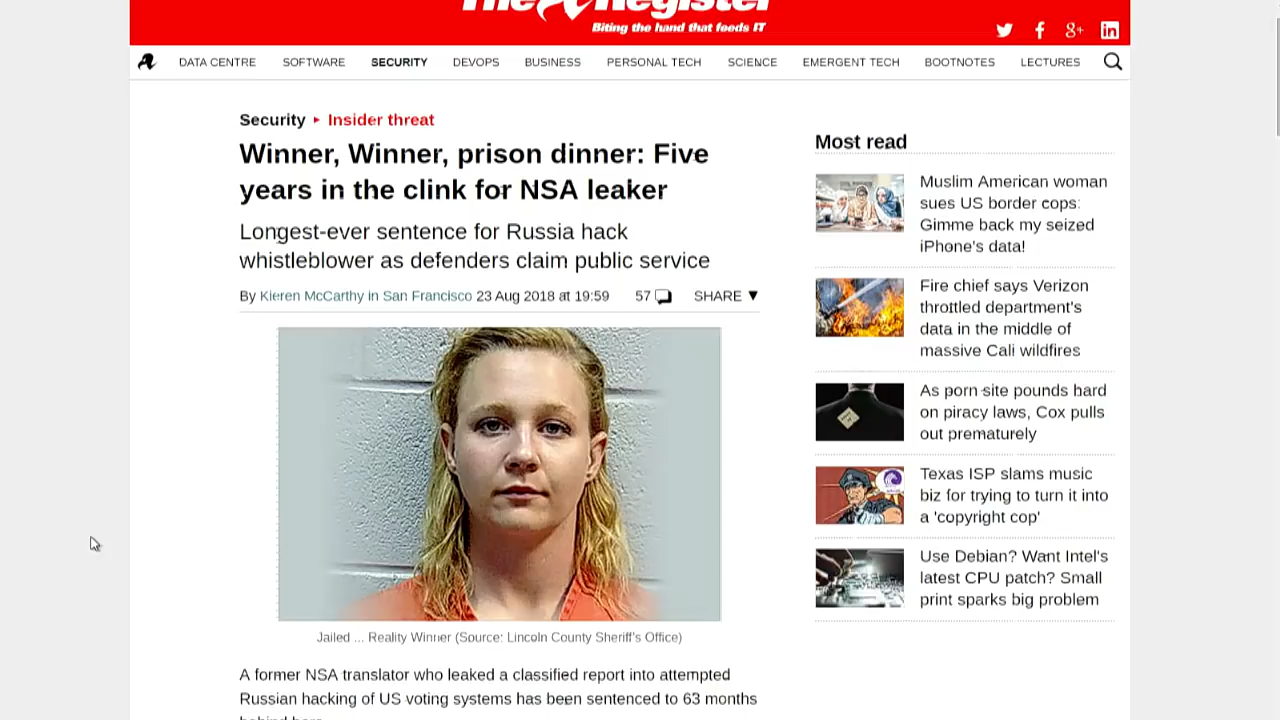 The Register
Biting the hand that feeds IT
g+
in
DATA CENTRE SOFTWARE SECURITY DEVOPS BUSINESS PERSONAL TECH SCIENCE EMERGENT TECH BOOTNOTES LECTURES
Security ▸ Insider threat
Winner, Winner, prison dinner: Five
years in the clink for NSA leaker
Longest-ever sentence for Russia hack
whistleblower as defenders claim public service
By Kieren McCarthy in San Francisco 23 Aug 2018 at 19:59 57 SHARE ▼
Jailed ... Reality Winner (Source: Lincoln County Sheriff's Office)
A former NSA translator who leaked a classified report into attempted
Russian hacking of US voting systems has been sentenced to 63 months
behind bars
Most read
Muslim American woman
sues US border cops:
Gimme back my seized
iPhone's data!
Fire chief says Verizon
throttled department's
data in the middle of
massive Cali wildfires
As porn site pounds hard
on piracy laws, Cox pulls
out prematurely
Texas ISP slams music
biz for trying to turn it into
a 'copyright cop'
Use Debian? Want Intel's
latest CPU patch? Small
print sparks big problem